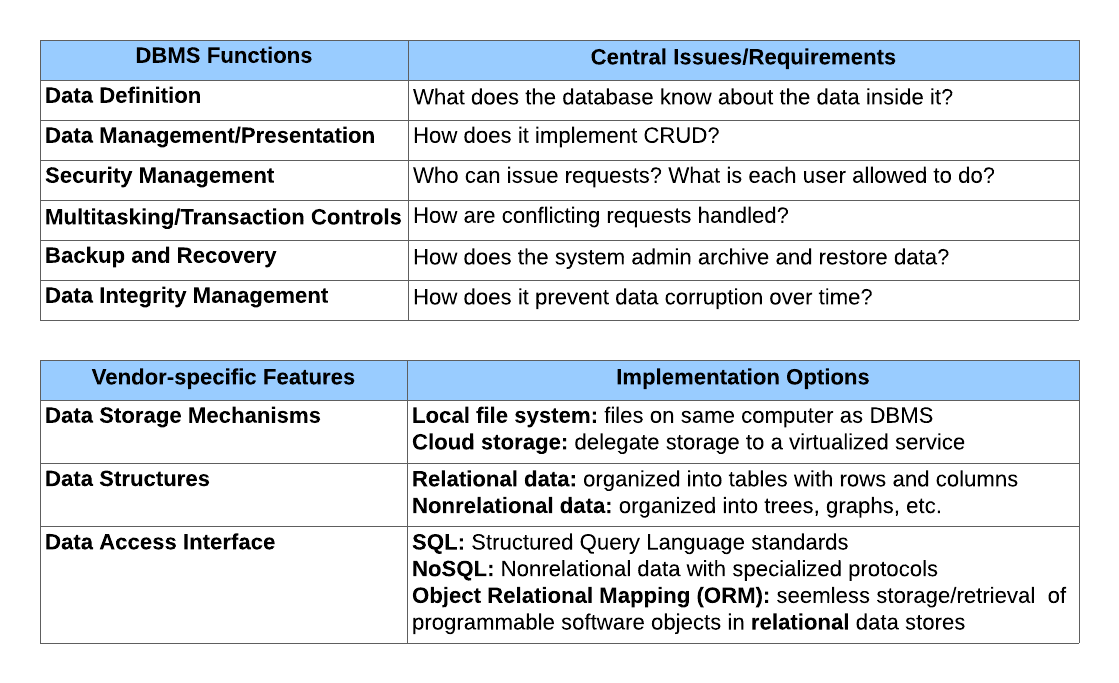 DBMS Functions Central Issues/Requirements
Data Definition What does the database know about the data inside it?
Data Management/Presentation How does it implement CRUD?
Security Management Who can issue requests? What is each user allowed to do?
Multitasking/Transaction Controls How are conflicting requests handled?
Backup and Recovery How does the system admin archive and restore data?
Data Integrity Management How does it prevent data corruption over time?
Vendor-specific Features Implementation Options
Data Storage Mechanisms Local file system: files on same computer as DBMS
Cloud storage: delegate storage to a virtualized service
Data Structures Relational data: organized into tables with rows and columns
Nonrelational data: organized into trees, graphs, etc.
Data Access Interface SQL: Structured Query Language standards
NoSQL: Nonrelational data with specialized protocols
Object Relational Mapping (ORM): seemless storage/retrieval of
programmable software objects in relational data stores